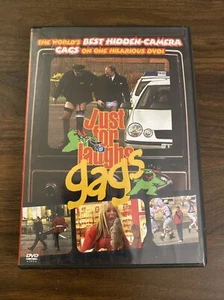 THE WORLD'S BEST HIDDEN-CAMERA
GAGS ON ONE HILARIOUS DVD!
Just
for
laughs
gags
DVD